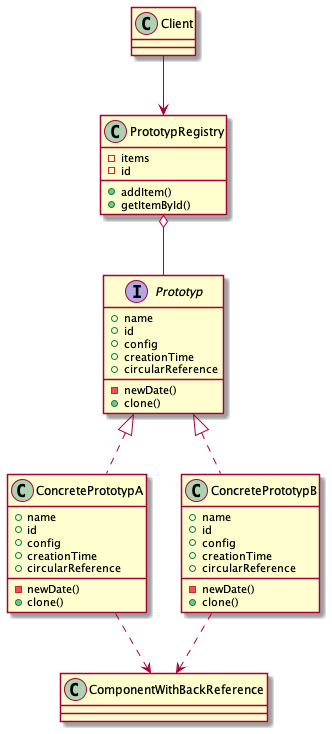 C Client
C PrototypRegistry
items
id
addItem()
getItemById()
I Prototyp
name
id
config
creationTime
circularReference
newDate()
clone()
C ConcretePrototypA
name
id
config
creationTime
circularReference
newDate()
clone()
C ConcretePrototypB
name
id
config
creationTime
circularReference
newDate()
clone()
C ComponentWithBackReference